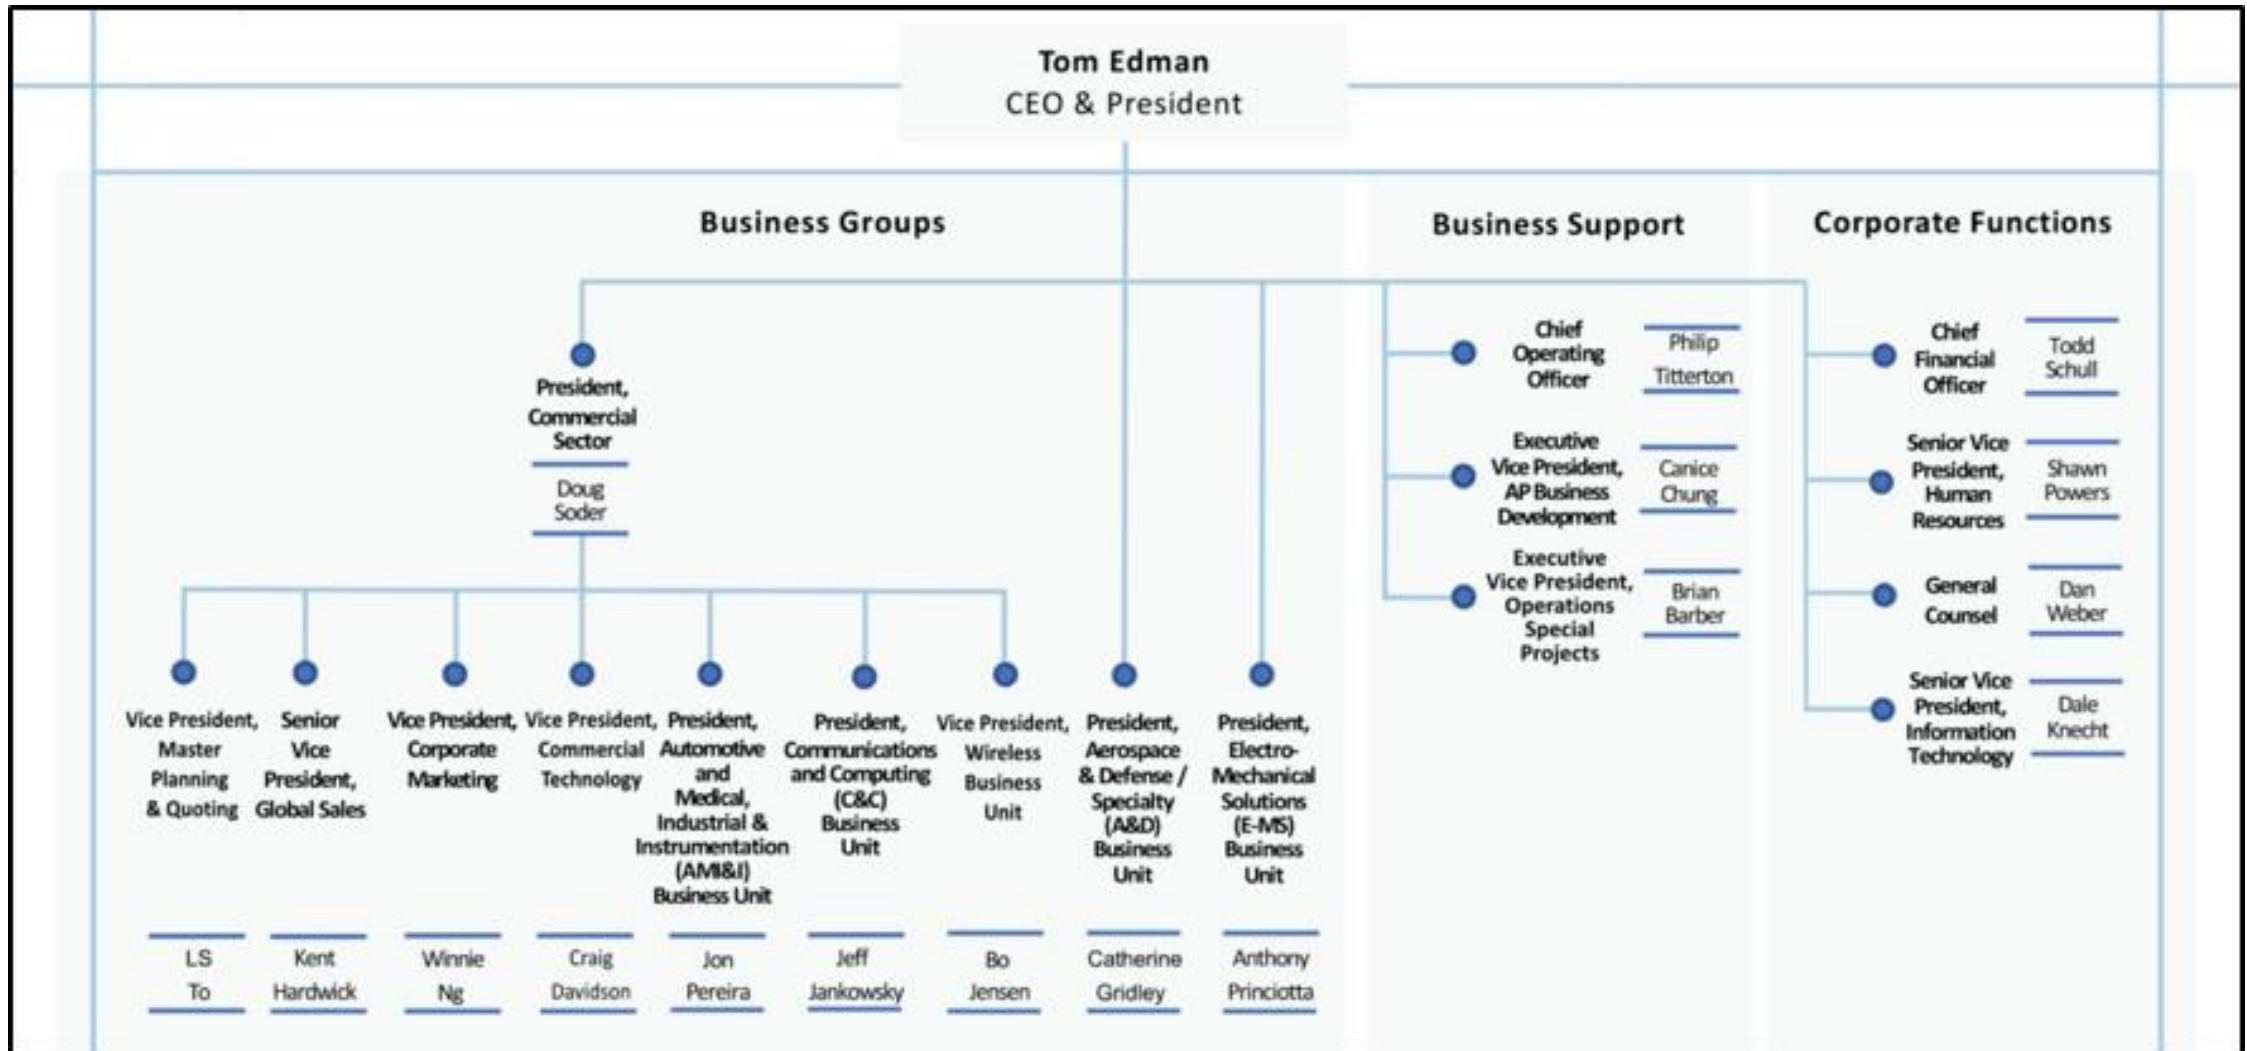 Tom Edman
CEO & President
Business Groups
President,
Commercial
Sector
Doug
Soder
Vice President,
Master
Planning
& Quoting
LS
To
Senior
Vice
President,
Global Sales
Kent
Hardwick
Vice President,
Corporate
Marketing
Winnie
Ng
Vice President,
Commercial
Technology
Craig
Davidson
President,
Automotive
and
Medical,
Industrial &
Instrumentation
(AMI&I)
Business Unit
Jon
Pereira
President,
Communications
and Computing
(C&C)
Business
Unit
Jeff
Jankowsky
Vice President,
Wireless
Business
Unit
Bo
Jensen
President,
Aerospace
& Defense /
Specialty
(A&D)
Business
Unit
Catherine
Gridley
President,
Electro-
Mechanical
Solutions
(E-MS)
Business
Unit
Anthony
Princiotta
Business Support
Chief
Operating
Officer
Philip
Titterton
Executive
Vice President,
AP Business
Development
Canice
Chung
Executive
Vice President,
Operations
Special
Projects
Brian
Barber
Corporate Functions
Chief
Financial
Officer
Todd
Schull
Senior Vice
President,
Human
Resources
Shawn
Powers
General
Counsel
Dan
Weber
Senior Vice
President,
Information
Technology
Dale
Knecht